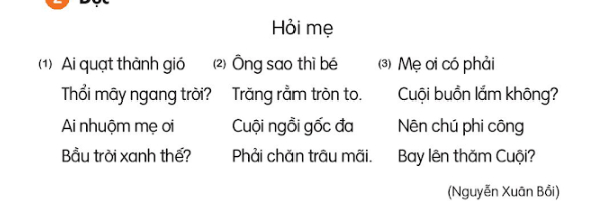 2
Hỏi mẹ
(1) Ai quạt thành gió
Thổi mây ngang trời?
Ai nhuộm mẹ ơi
Bầu trời xanh thế?
(2) Ông sao thì bé
Trăng rằm tròn to.
Cuội ngồi gốc đa
Phải chăn trâu mãi.
(3) Mẹ ơi có phải
Cuội buồn lắm không?
Nên chú phi công
Bay lên thăm Cuội?
(Nguyễn Xuân Bồi)